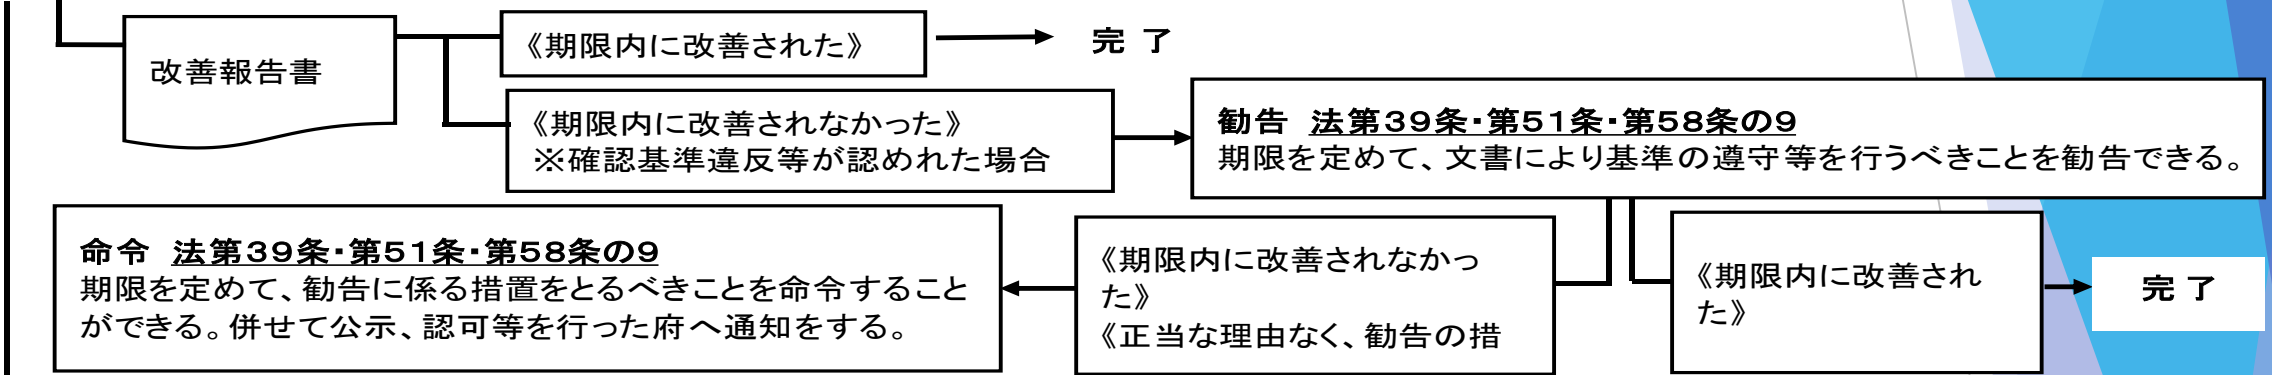 改善報告書
《期限内に改善された》
完 了
《期限内に改善されなかった》
※確認基準違反等が認めれた場合
勧告 法第39条・第51条・第58条の9
期限を定めて、文書により基準の遵守等を行うべきことを勧告できる。
命令 法第39条・第51条・第58条の9
期限を定めて、勧告に係る措置をとるべきことを命令すること
ができる。併せて公示、認可等を行った府へ通知をする。
《期限内に改善されなかっ
た》
《正当な理由なく、勧告の措
《期限内に改善され
た》
完 了